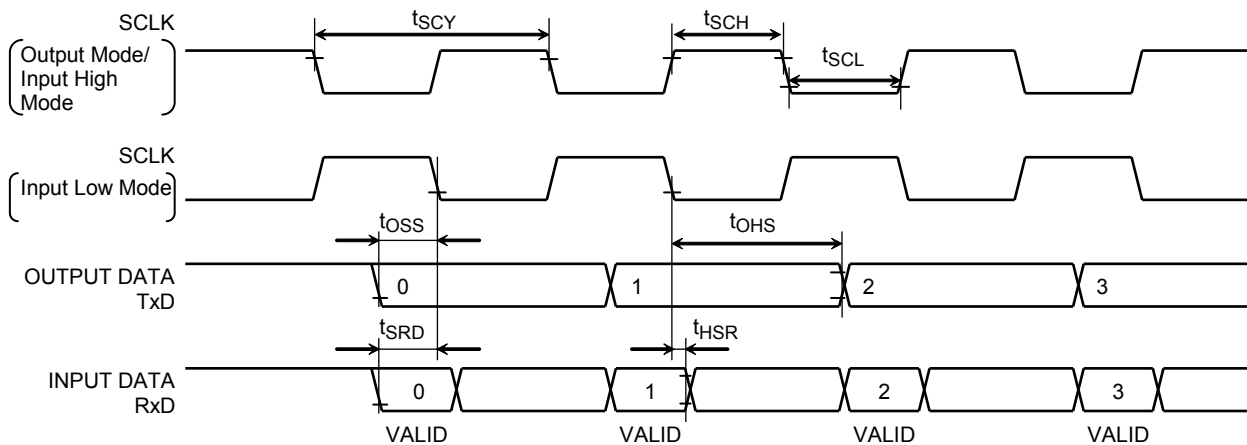 SCLK
Output Mode/
Input High
Mode
tSCY
tSCH
tSCL
SCLK
Input Low Mode
tOSS
tOHS
OUTPUT DATA
TxD
0
1
2
3
tSRD
tHSR
INPUT DATA
RxD
0
1
2
3
VALID
VALID
VALID
VALID